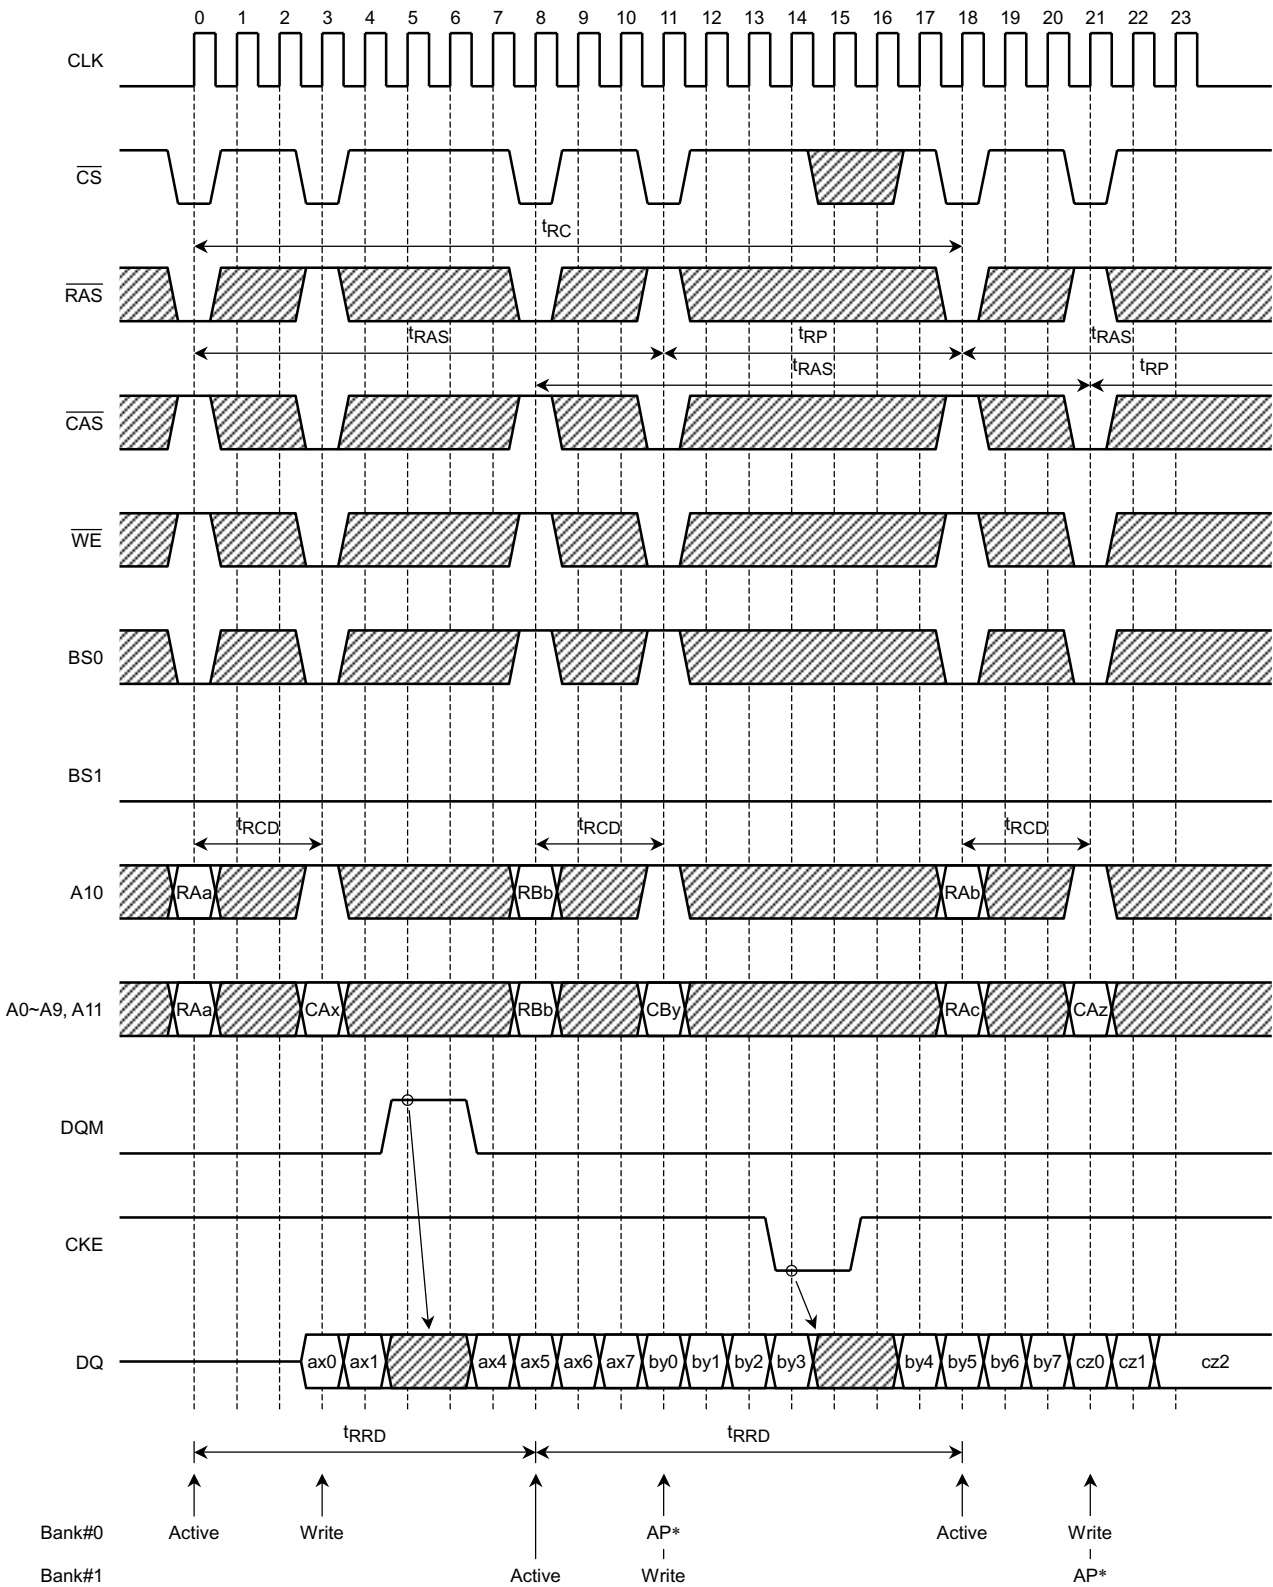 0 1 2 3 4 5 6 7 8 9 10 11 12 13 14 15 16 17 18 19 20 21 22 23
CLK
CS
tRC
RAS
tRAS tRP tRAS
tRAS tRP
CAS
WE
BS0
BS1
tRCD tRCD tRCD
A10 RAa RBb RAb
A0~A9, A11 RAa CAx RBb CBy RAc CAz
DQM
CKE
DQ ax0 ax1 ax4 ax5 ax6 ax7 by0 by1 by2 by3 by4 by5 by6 by7 cz0 cz1 cz2
tRRD tRRD
Bank#0 Active Write AP* Active Write
Bank#1 Active Write AP*